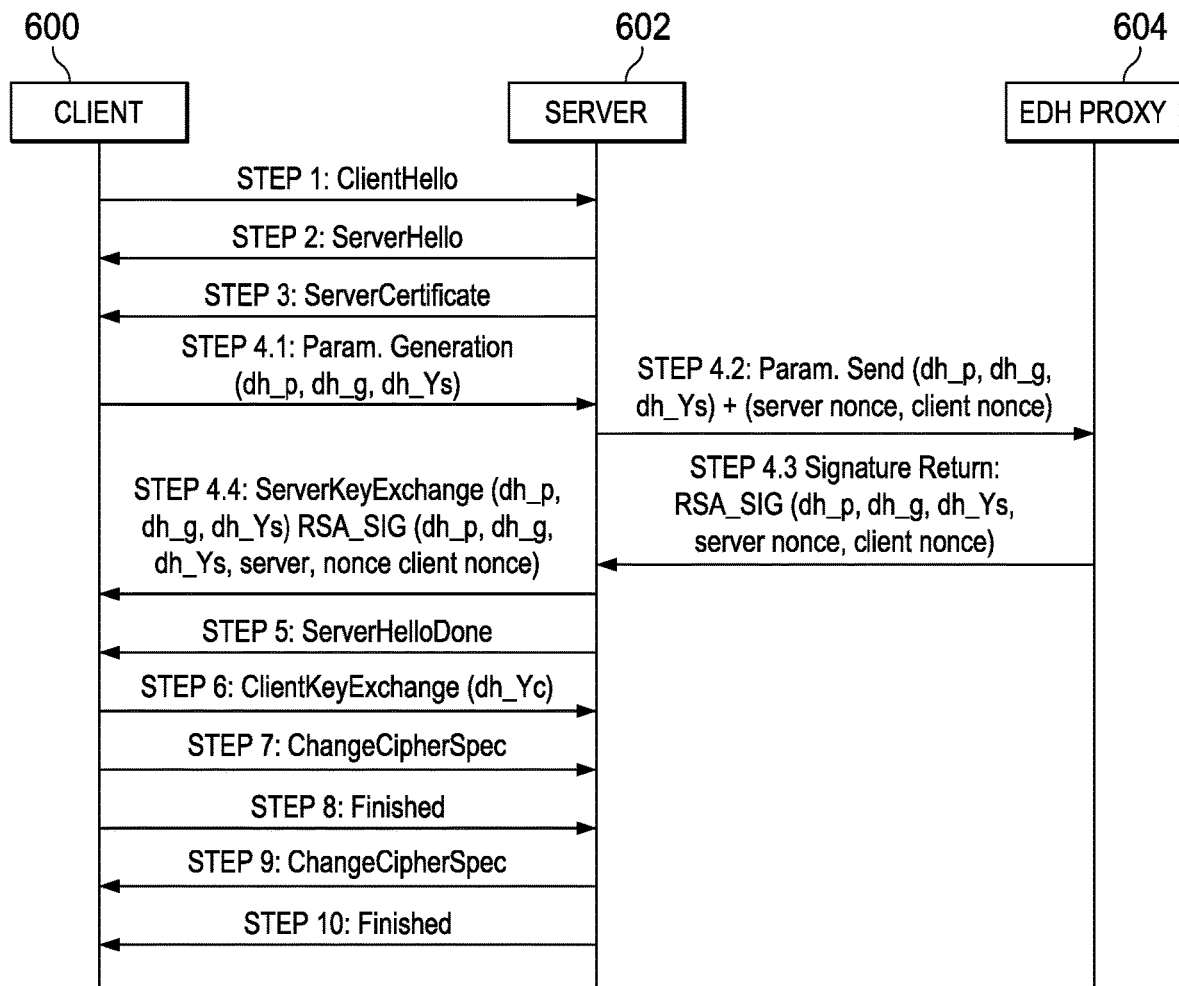 600
602
604
CLIENT
SERVER
EDH PROXY
STEP 1: ClientHello
STEP 2: ServerHello
STEP 3: ServerCertificate
STEP 4.1: Param. Generation
(dh_p, dh_g, dh_Ys)
STEP 4.2: Param. Send (dh_p, dh_g,
dh_Ys) + (server nonce, client nonce)
STEP 4.3 Signature Return:
RSA_SIG (dh_p, dh_g, dh_Ys,
server nonce, client nonce)
STEP 4.4: ServerKeyExchange (dh_p,
dh_g, dh_Ys) RSA_SIG (dh_p, dh_g,
dh_Ys, server, nonce client nonce)
STEP 5: ServerHelloDone
STEP 6: ClientKeyExchange (dh_Yc)
STEP 7: ChangeCipherSpec
STEP 8: Finished
STEP 9: ChangeCipherSpec
STEP 10: Finished